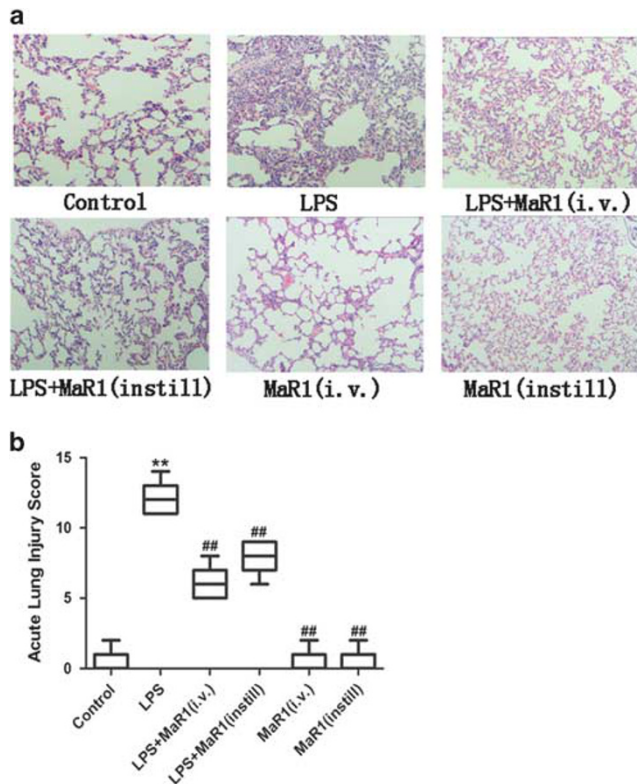 a
Control
LPS
LPS+MaR1(i.v.)
LPS+MaR1(instill)
MaR1(i.v.)
MaR1(instill)
b
Acute Lung Injury Score
15
10
5
0
**
##
##
##
##
Control
LPS
LPS+MaR1(i.v.)
LPS+MaR1(instill)
MaR1(i.v.)
MaR1(instill)